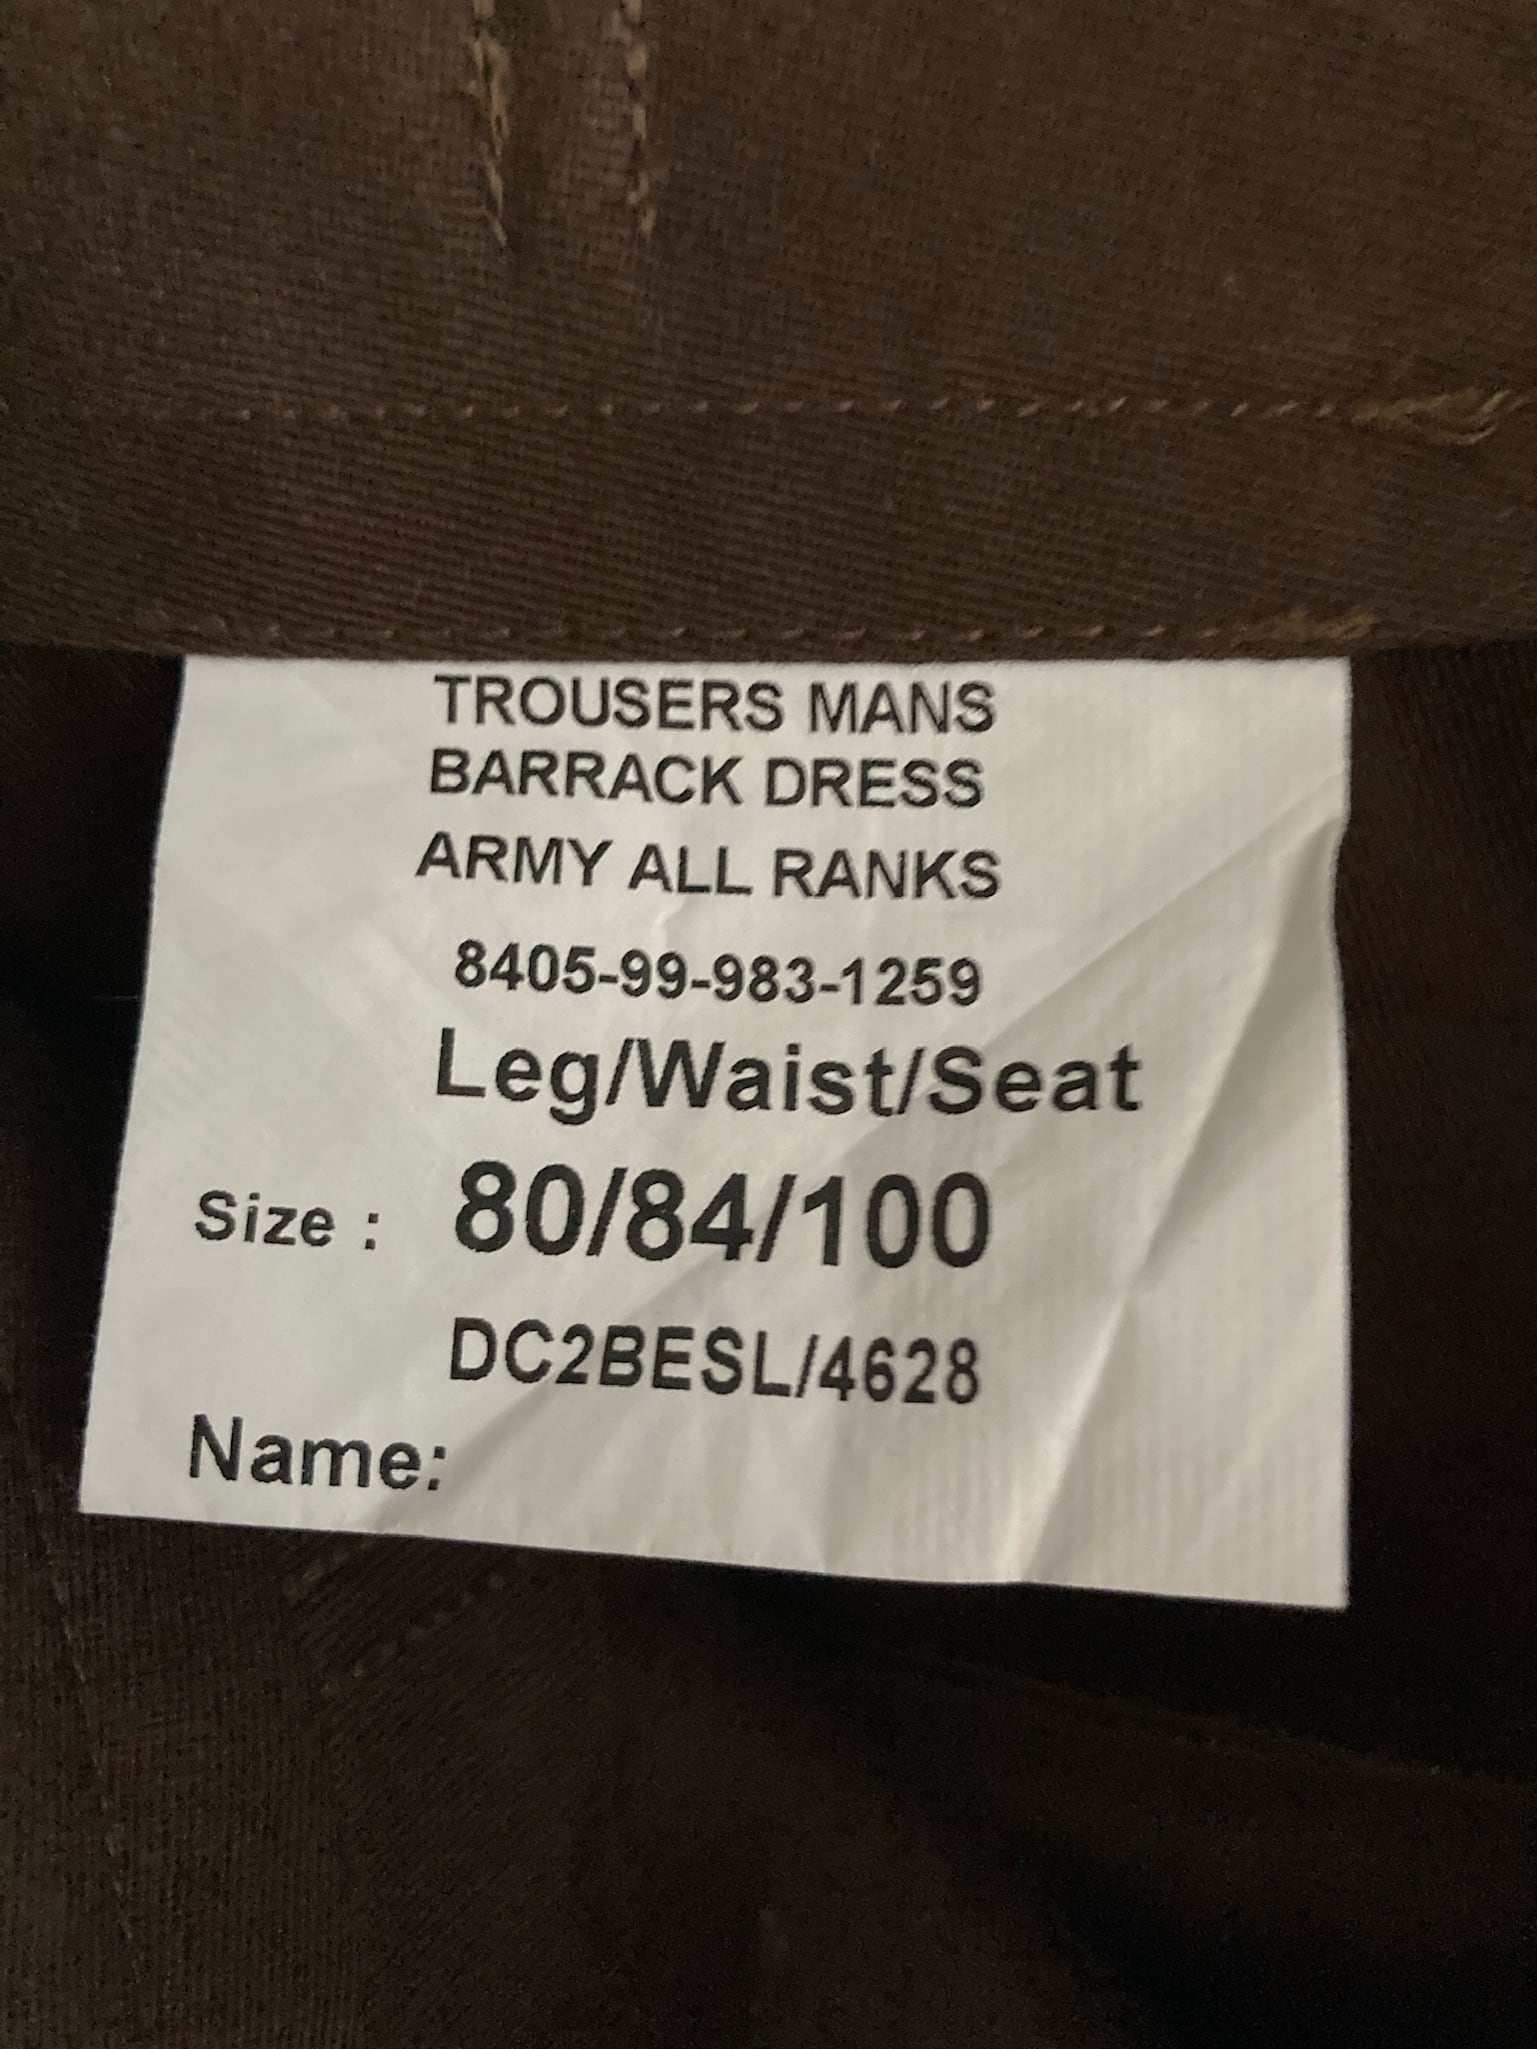 TROUSERS MANS
BARRACK DRESS
ARMY ALL RANKS
8405-99-983-1259
Leg/Waist/Seat
Size : 80/84/100
DC2BESL/4628
Name: